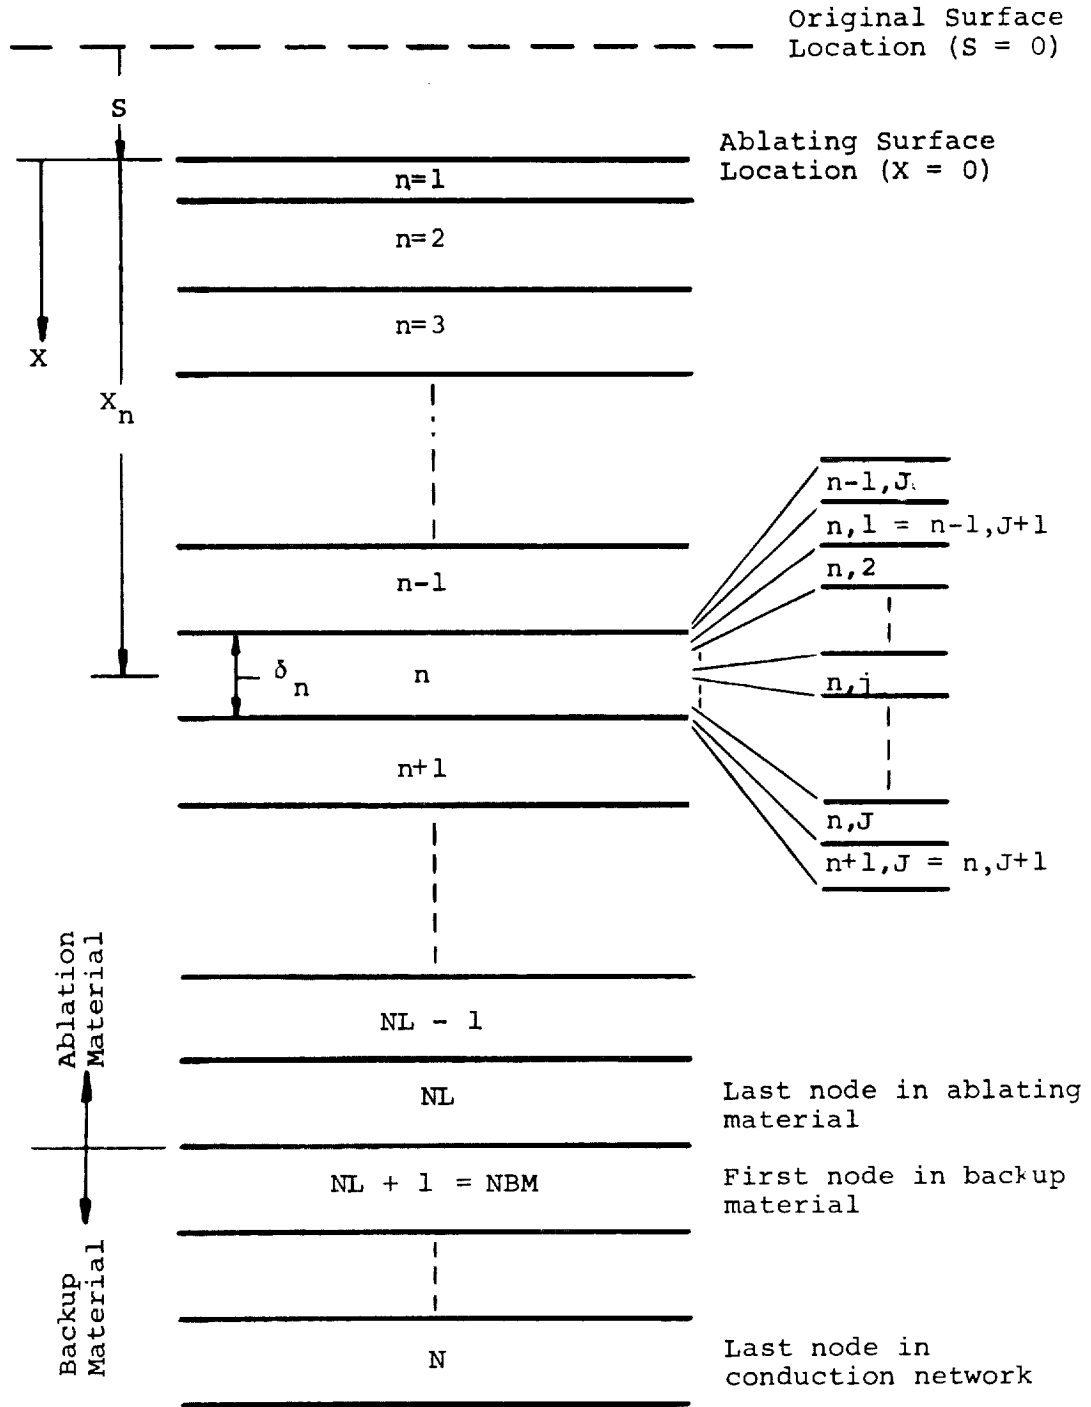 Original Surface
Location (S = 0)
S
Ablating Surface
Location (X = 0)
n=1
n=2
n=3
X
Xn
n-1,J
n,1 = n-1,J+1
n,2
n-1
δn
n
n,j
n+1
n,J
n+1,J = n,J+1
Ablation
Material
NL - 1
NL
Last node in ablating
material
NL + 1 = NBM
First node in backup
material
Backup
Material
N
Last node in
conduction network